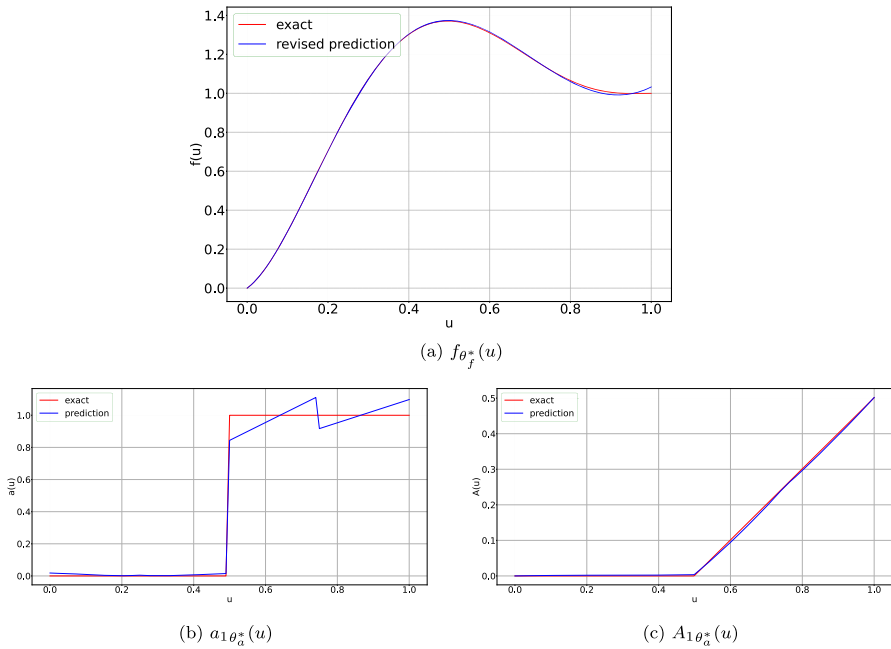 1.4
1.2
1.0
0.8
0.6
0.4
0.2
0.0
f(u)
exact
revised prediction
0.0 0.2 0.4 0.6 0.8 1.0
u
(a) f_{θ_f^*}(u)
1.0
0.8
0.6
0.4
0.2
0.0
a(u)
exact
prediction
0.0 0.2 0.4 0.6 0.8 1.0
u
(b) a_{1θ_a^*}(u)
0.5
0.4
0.3
0.2
0.1
0.0
A(u)
exact
prediction
0.0 0.2 0.4 0.6 0.8 1.0
u
(c) A_{1θ_a^*}(u)